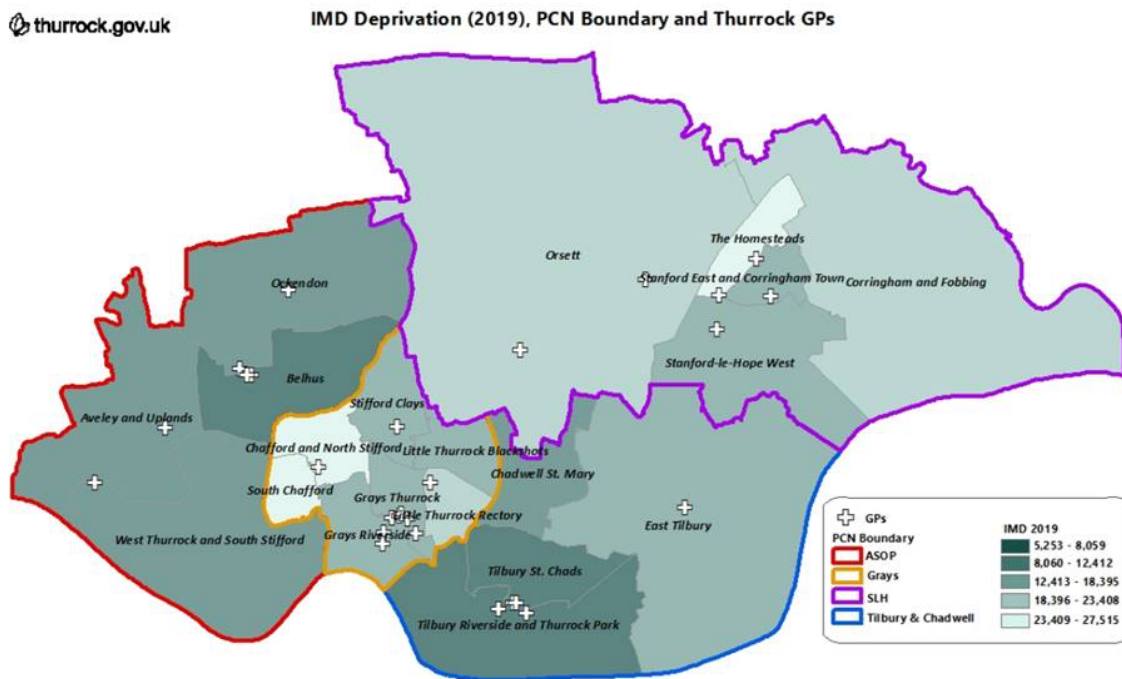 thurrock.gov.uk
IMD Deprivation (2019), PCN Boundary and Thurrock GPs
Orsett
The Homesteads
Stanford East and Corringham Town
Corringham and Fobbing
Ockendon
Stanford-le-Hope West
Belhus
Stifford Clays
Aveley and Uplands
Chafford and North Stifford
Little Thurrock Blackshots
Chadwell St. Mary
South Chafford
Grays Thurrock
Little Thurrock Rectory
East Tilbury
Grays Riverside
West Thurrock and South Stifford
Tilbury St. Chads
Tilbury Riverside and Thurrock Park
GPs
PCN Boundary
ASOP
Grays
SLH
Tilbury & Chadwell
IMD 2019
5,253 - 8,059
8,060 - 12,412
12,413 - 18,395
18,396 - 23,408
23,409 - 27,515